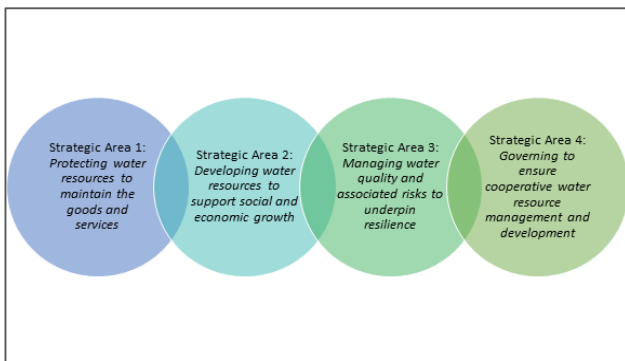 Strategic Area 1:
Protecting water
resources to
maintain the
goods and
services
Strategic Area 2:
Developing water
resources to
support social and
economic growth
Strategic Area 3:
Managing water
quality and
associated risks to
underpin
resilience
Strategic Area 4:
Governing to
ensure
cooperative water
resource
management and
development